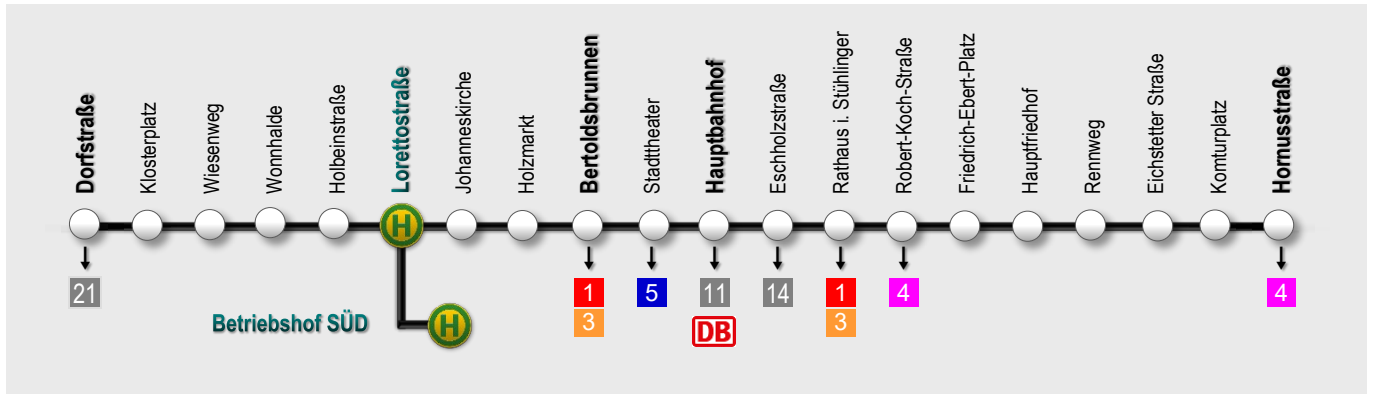 Dorfstraße
Klosterplatz
Wiesenweg
Wonnhalde
Holbeinstraße
Lorettostraße
Johanneskirche
Holzmarkt
Bertoldsbrunnen
Stadttheater
Hauptbahnhof
Eschholzstraße
Rathaus i. Stühlinger
Robert-Koch-Straße
Friedrich-Ebert-Platz
Hauptfriedhof
Rennweg
Eichstetter Straße
Komturplatz
Hornusstraße
H
21
1
5
11
14
1
4
4
3
3
Betriebshof SÜD
H
DB